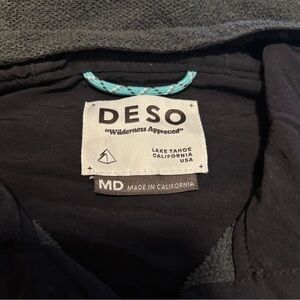 DESO
"Wilderness Approved"
LAKE TAHOE
CALIFORNIA
USA
MD MADE IN CALIFORNIA